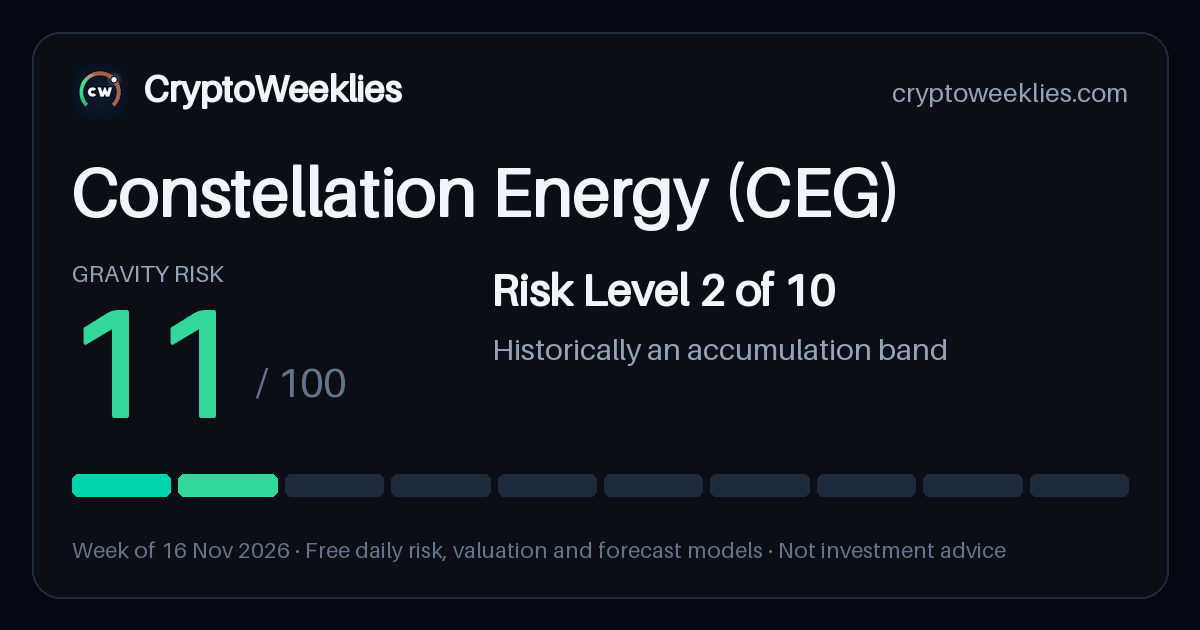 CW
CryptoWeeklies
cryptoweeklies.com
Constellation Energy (CEG)
GRAVITY RISK
11 / 100
Risk Level 2 of 10
Historically an accumulation band
Week of 16 Nov 2026 · Free daily risk, valuation and forecast models · Not investment advice